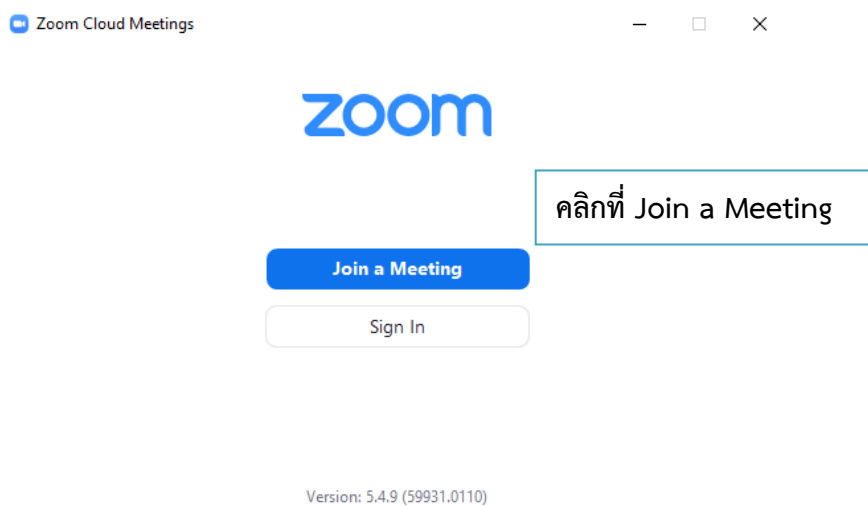 Zoom Cloud Meetings
zoom
คลิกที่ Join a Meeting
Join a Meeting
Sign In
Version: 5.4.9 (59931.0110)